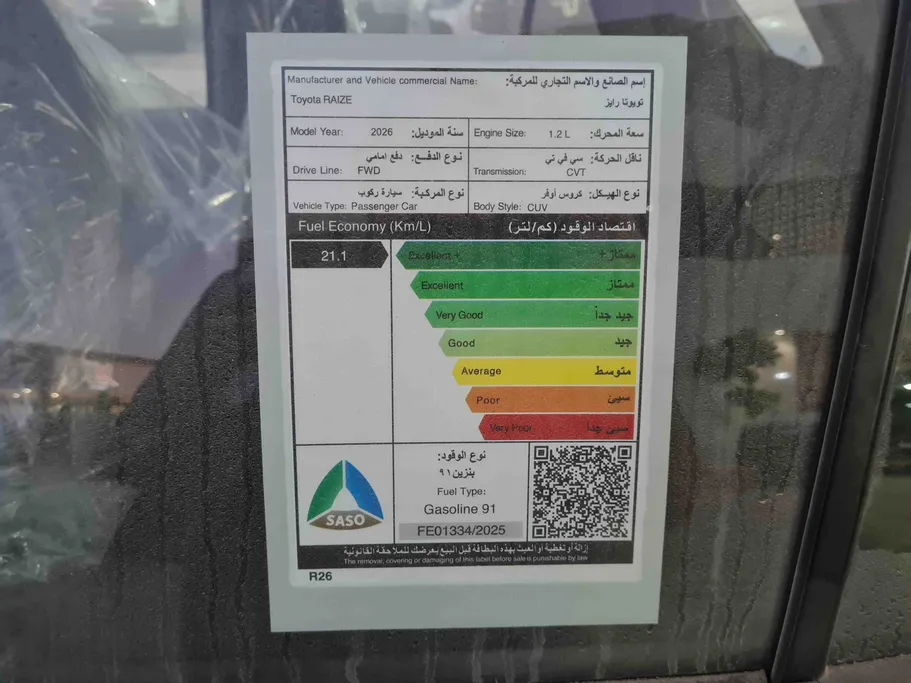 Manufacturer and Vehicle commercial Name: إسم الصانع والاسم التجاري للمركبة:
Toyota RAIZE تويوتا رايز
Model Year: 2026 سنة الموديل:
Engine Size: 1.2 L سعة المحرك:
نوع الدفـع: دفع امامي
Drive Line: FWD
ناقل الحركة: سي في تي
Transmission: CVT
نوع المركبة: سيارة ركوب
Vehicle Type: Passenger Car
نوع الهيكل: كروس أوفر
Body Style: CUV
Fuel Economy (Km/L) اقتصاد الوقود (كم/لتر)
21.1
Excellent + ممتاز +
Excellent ممتاز
Very Good جيد جداً
Good جيد
Average متوسط
Poor سيئ
Very Poor سيئ جداً
SASO
نوع الوقود:
بنزين ٩١
Fuel Type:
Gasoline 91
FE01334/2025
إزالة أو تغطية أو العبث بهذه البطاقة قبل البيع يعرضك للملاحقة القانونية
The removal, covering or damaging of this label before sale is punishable by law
R26